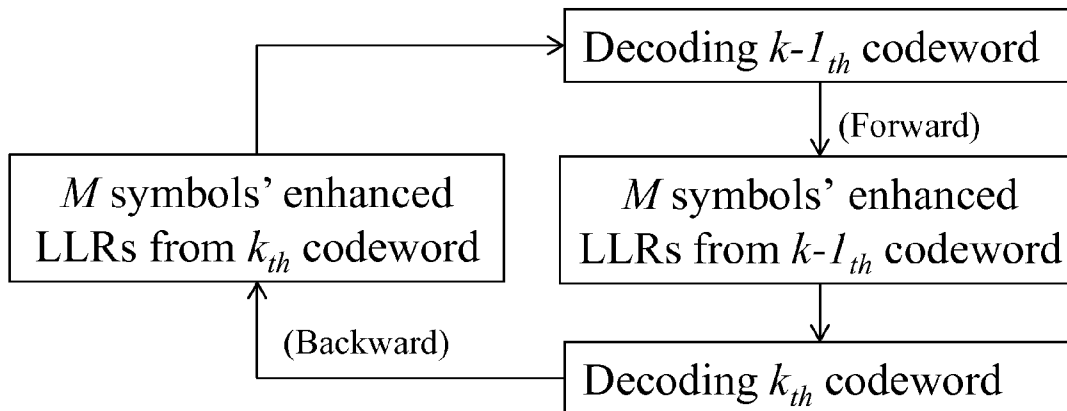 Decoding k-1th codeword
(Forward)
M symbols’ enhanced
LLRs from kth codeword
M symbols’ enhanced
LLRs from k-1th codeword
(Backward)
Decoding kth codeword